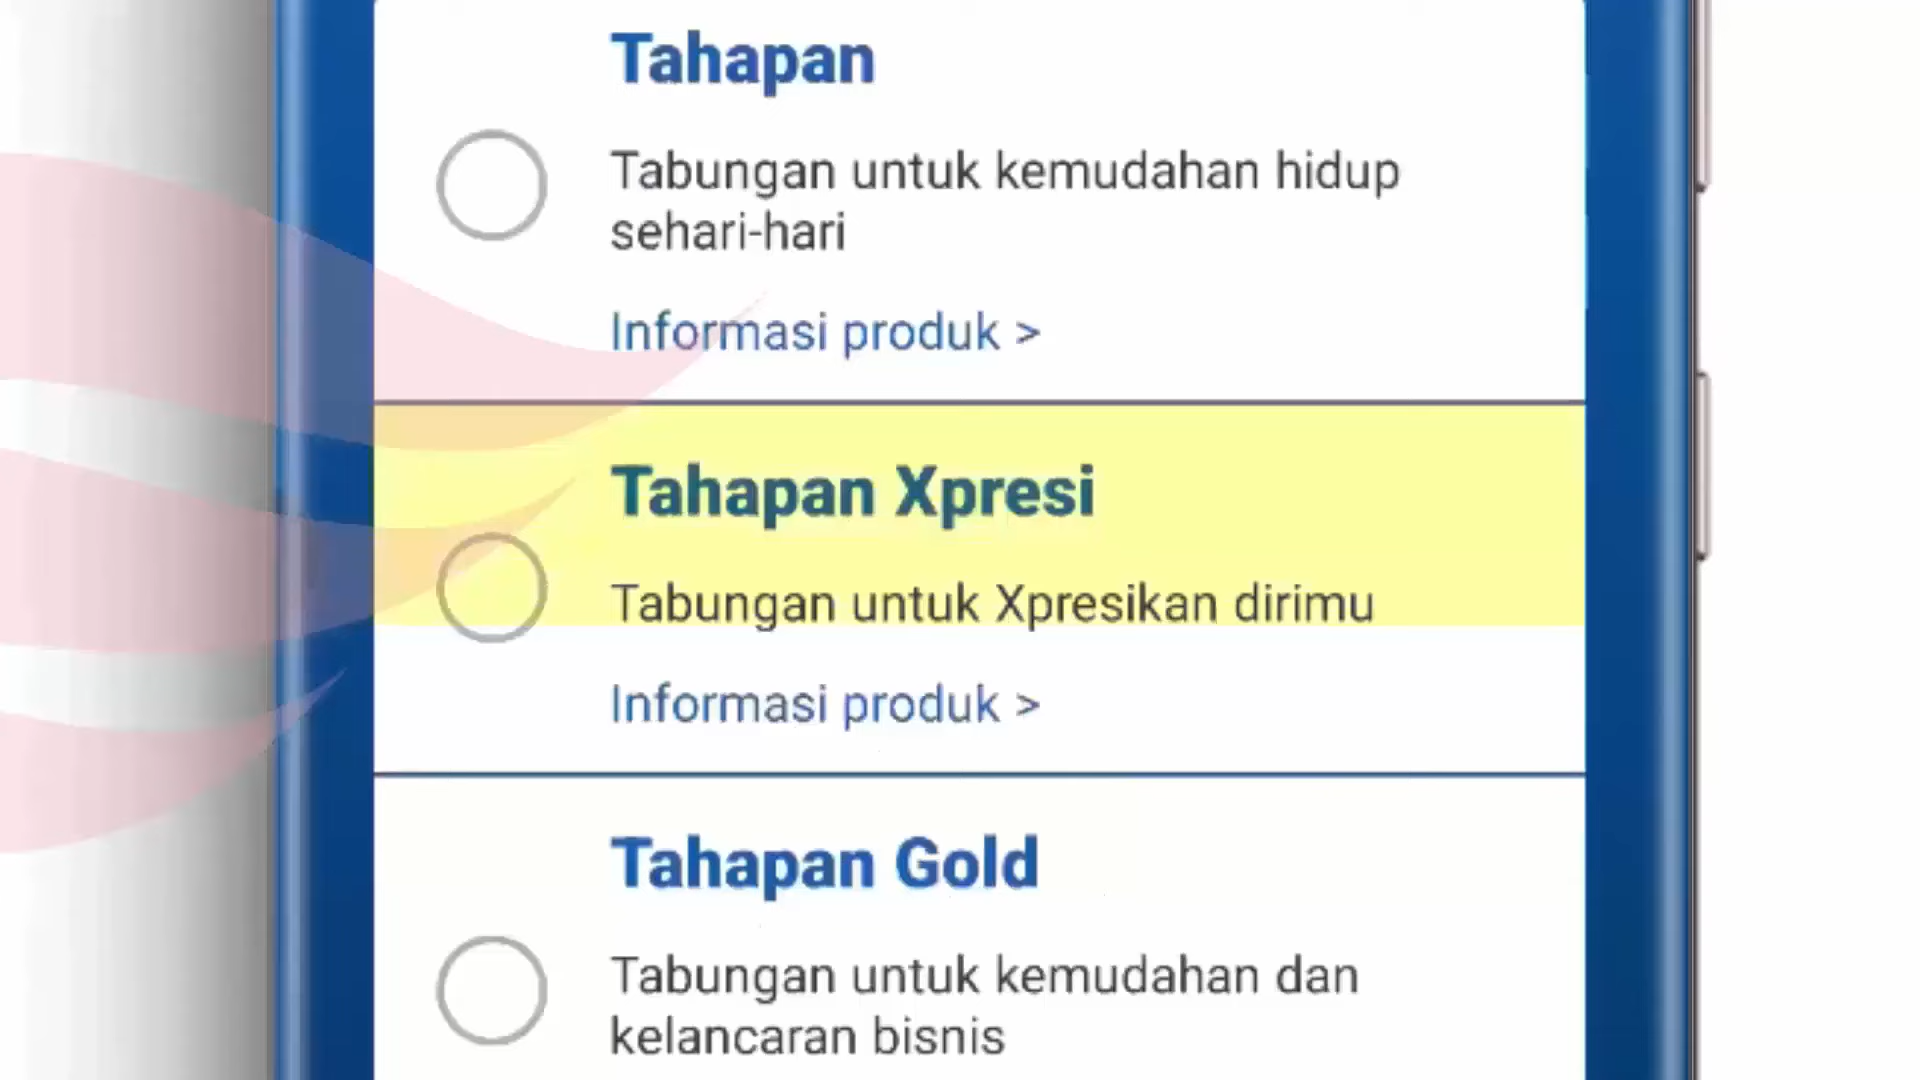 Tahapan
Tabungan untuk kemudahan hidup
sehari-hari
Informasi produk >
Tahapan Xpresi
Tabungan untuk Xpresikan dirimu
Informasi produk >
Tahapan Gold
Tabungan untuk kemudahan dan
kelancaran bisnis